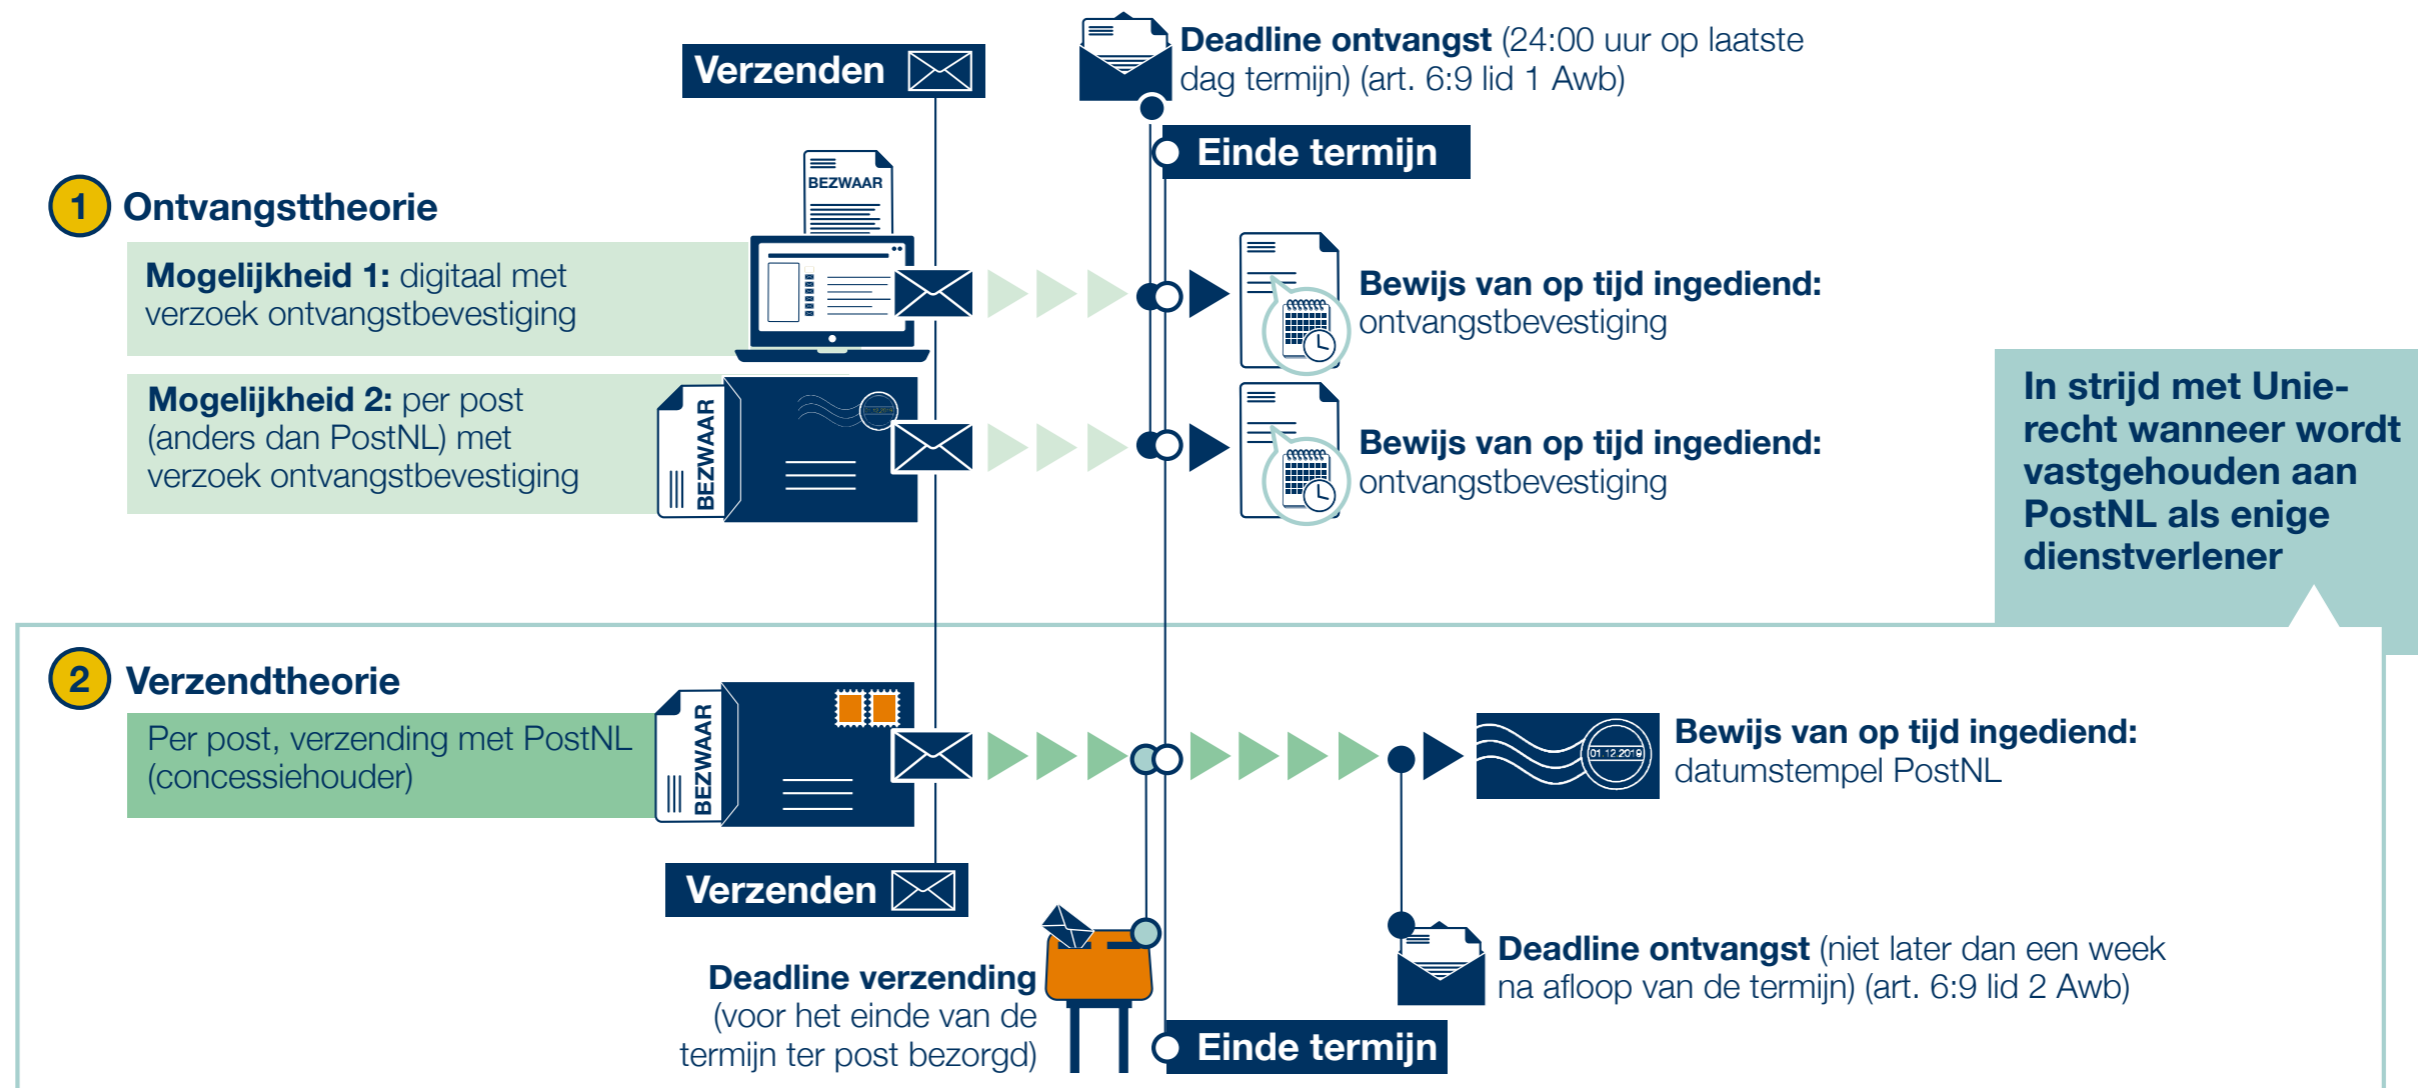 Verzenden
Deadline ontvangst (24:00 uur op laatste
dag termijn) (art. 6:9 lid 1 Awb)
Einde termijn
1 Ontvangsttheorie
BEZWAAR
Mogelijkheid 1: digitaal met
verzoek ontvangstbevestiging
Bewijs van op tijd ingediend:
ontvangstbevestiging
Mogelijkheid 2: per post
(anders dan PostNL) met
verzoek ontvangstbevestiging
BEZWAAR
Bewijs van op tijd ingediend:
ontvangstbevestiging
In strijd met Unie-
recht wanneer wordt
vastgehouden aan
PostNL als enige
dienstverlener
2 Verzendtheorie
Per post, verzending met PostNL
(concessiehouder)
BEZWAAR
01.12.2019
Bewijs van op tijd ingediend:
datumstempel PostNL
Verzenden
Deadline verzending
(voor het einde van de
termijn ter post bezorgd)
Deadline ontvangst (niet later dan een week
na afloop van de termijn) (art. 6:9 lid 2 Awb)
Einde termijn